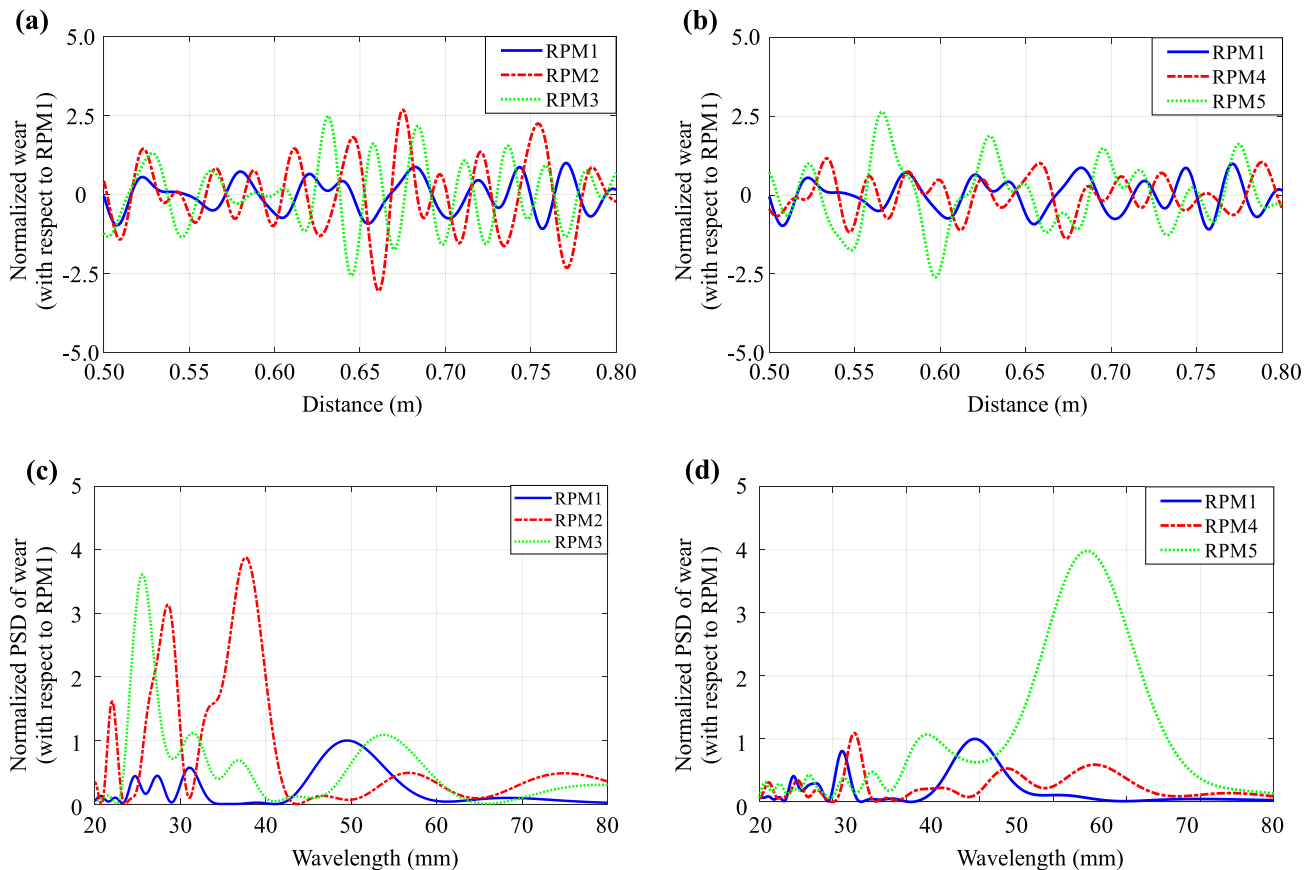 (a)
Normalized wear
(with respect to RPM1)
5.0
2.5
0
-2.5
-5.0
0.50 0.55 0.60 0.65 0.70 0.75 0.80
Distance (m)
RPM1
RPM2
RPM3
(b)
Normalized wear
(with respect to RPM1)
5.0
2.5
0
-2.5
-5.0
0.50 0.55 0.60 0.65 0.70 0.75 0.80
Distance (m)
RPM1
RPM4
RPM5
(c)
Normalized PSD of wear
(with respect to RPM1)
5
4
3
2
1
0
20 30 40 50 60 70 80
Wavelength (mm)
RPM1
RPM2
RPM3
(d)
Normalized PSD of wear
(with respect to RPM1)
5
4
3
2
1
0
20 30 40 50 60 70 80
Wavelength (mm)
RPM1
RPM4
RPM5